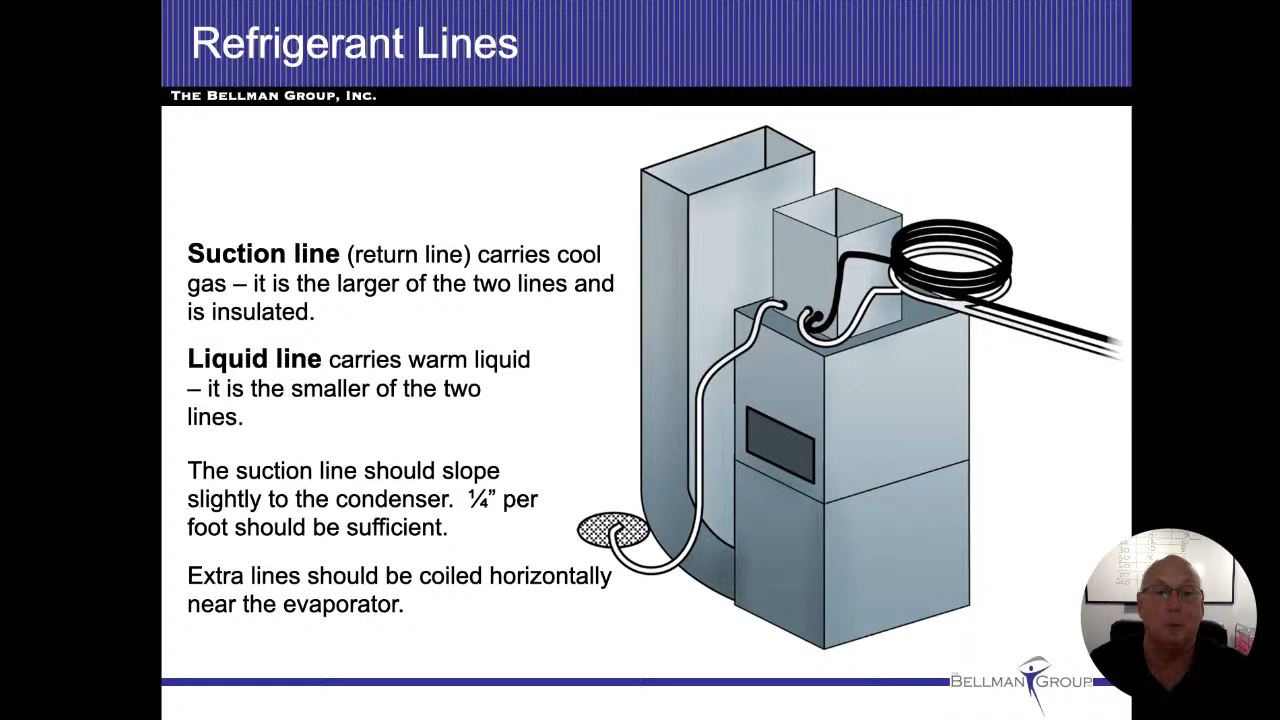 Refrigerant Lines
THE BELLMAN GROUP, INC.
Suction line (return line) carries cool
gas – it is the larger of the two lines and
is insulated.
Liquid line carries warm liquid
– it is the smaller of the two
lines.
The suction line should slope
slightly to the condenser. ¼” per
foot should be sufficient.
Extra lines should be coiled horizontally
near the evaporator.
BELLMAN GROUP